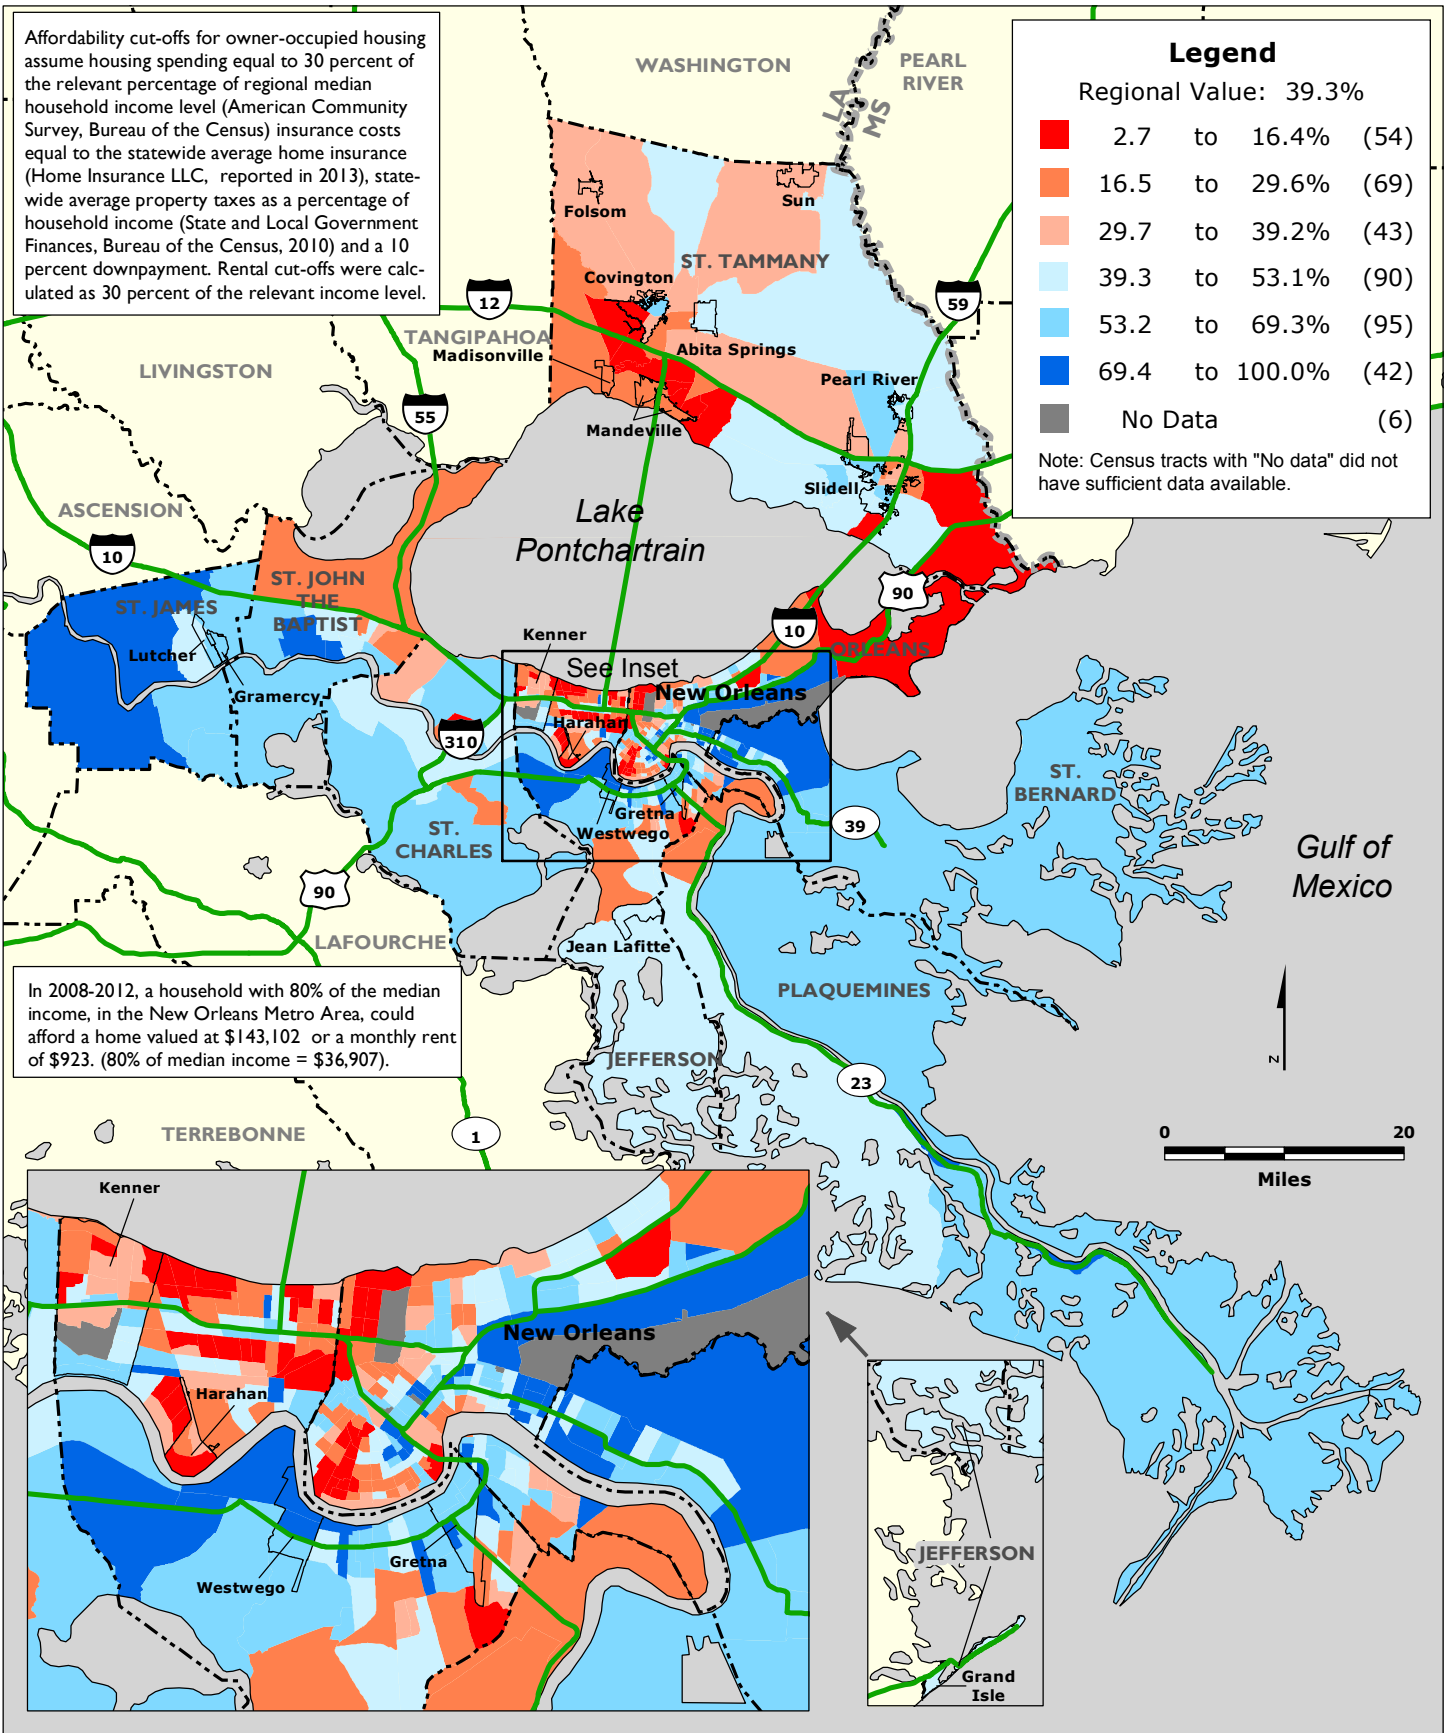 Affordability cut-offs for owner-occupied housing
assume housing spending equal to 30 percent of
the relevant percentage of regional median
household income level (American Community
Survey, Bureau of the Census) insurance costs
equal to the statewide average home insurance
(Home Insurance LLC, reported in 2013), state-
wide average property taxes as a percentage of
household income (State and Local Government
Finances, Bureau of the Census, 2010) and a 10
percent downpayment. Rental cut-offs were calc-
ulated as 30 percent of the relevant income level.
Legend
Regional Value: 39.3%
2.7 to 16.4% (54)
16.5 to 29.6% (69)
29.7 to 39.2% (43)
39.3 to 53.1% (90)
53.2 to 69.3% (95)
69.4 to 100.0% (42)
No Data (6)
Note: Census tracts with "No data" did not
have sufficient data available.
WASHINGTON
PEARL
RIVER
LA
MS
Folsom
Sun
ST. TAMMANY
Covington
12
59
TANGIPAHOA
Madisonville
Abita Springs
LIVINGSTON
Pearl River
55
Mandeville
Slidell
ASCENSION
Lake
Pontchartrain
10
ST. JOHN
THE
BAPTIST
ST. JAMES
90
10
Kenner
ORLEANS
Lutcher
See Inset
New Orleans
Gramercy
Harahan
310
ST.
BERNARD
Gretna
Westwego
39
ST.
CHARLES
Gulf of
Mexico
90
LAFOURCHE
Jean Lafitte
In 2008-2012, a household with 80% of the median
income, in the New Orleans Metro Area, could
afford a home valued at $143,102 or a monthly rent
of $923. (80% of median income = $36,907).
PLAQUEMINES
JEFFERSON
N
23
TERREBONNE
1
0 20
Miles
Kenner
New Orleans
Harahan
Gretna
Westwego
JEFFERSON
Grand
Isle